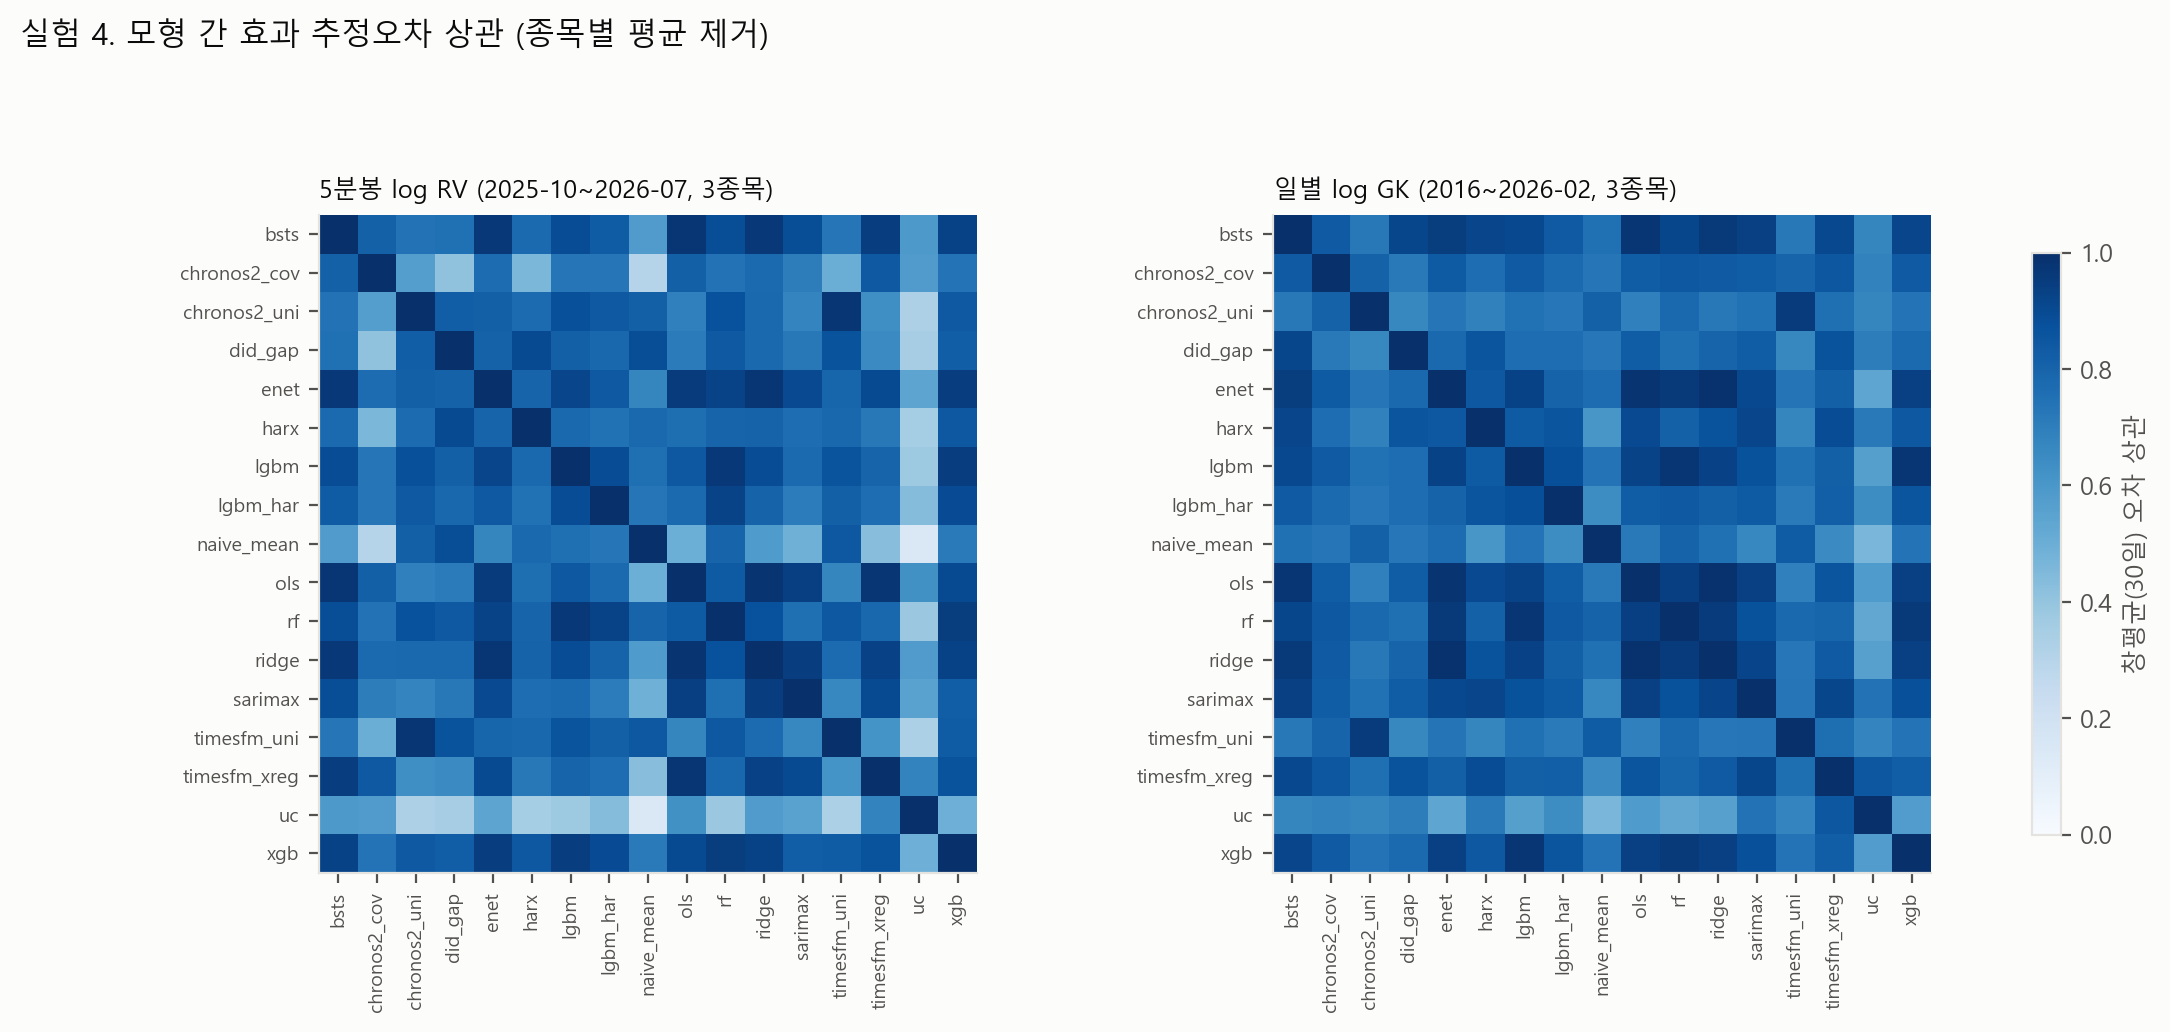 실험 4. 모형 간 효과 추정오차 상관 (종목별 평균 제거)
5분봉 log RV (2025-10~2026-07, 3종목)
bsts
chronos2_cov
chronos2_uni
did_gap
enet
harx
lgbm
lgbm_har
naive_mean
ols
rf
ridge
sarimax
timesfm_uni
timesfm_xreg
uc
xgb
bsts
chronos2_cov
chronos2_uni
did_gap
enet
harx
lgbm
lgbm_har
naive_mean
ols
rf
ridge
sarimax
timesfm_uni
timesfm_xreg
uc
xgb
일별 log GK (2016~2026-02, 3종목)
bsts
chronos2_cov
chronos2_uni
did_gap
enet
harx
lgbm
lgbm_har
naive_mean
ols
rf
ridge
sarimax
timesfm_uni
timesfm_xreg
uc
xgb
bsts
chronos2_cov
chronos2_uni
did_gap
enet
harx
lgbm
lgbm_har
naive_mean
ols
rf
ridge
sarimax
timesfm_uni
timesfm_xreg
uc
xgb
1.0
0.8
0.6
0.4
0.2
0.0
창평균(30일) 오차 상관